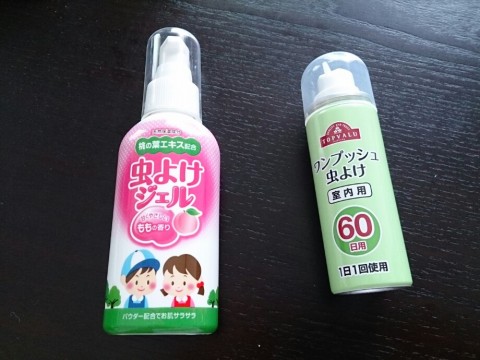 桃の葉エキス配合
虫よけ
ジェル
ももの香り
パウダー配合でお肌サラサラ
TOPVALU
ワンプッシュ
虫よけ
室内用
60
日用
1日1回使用